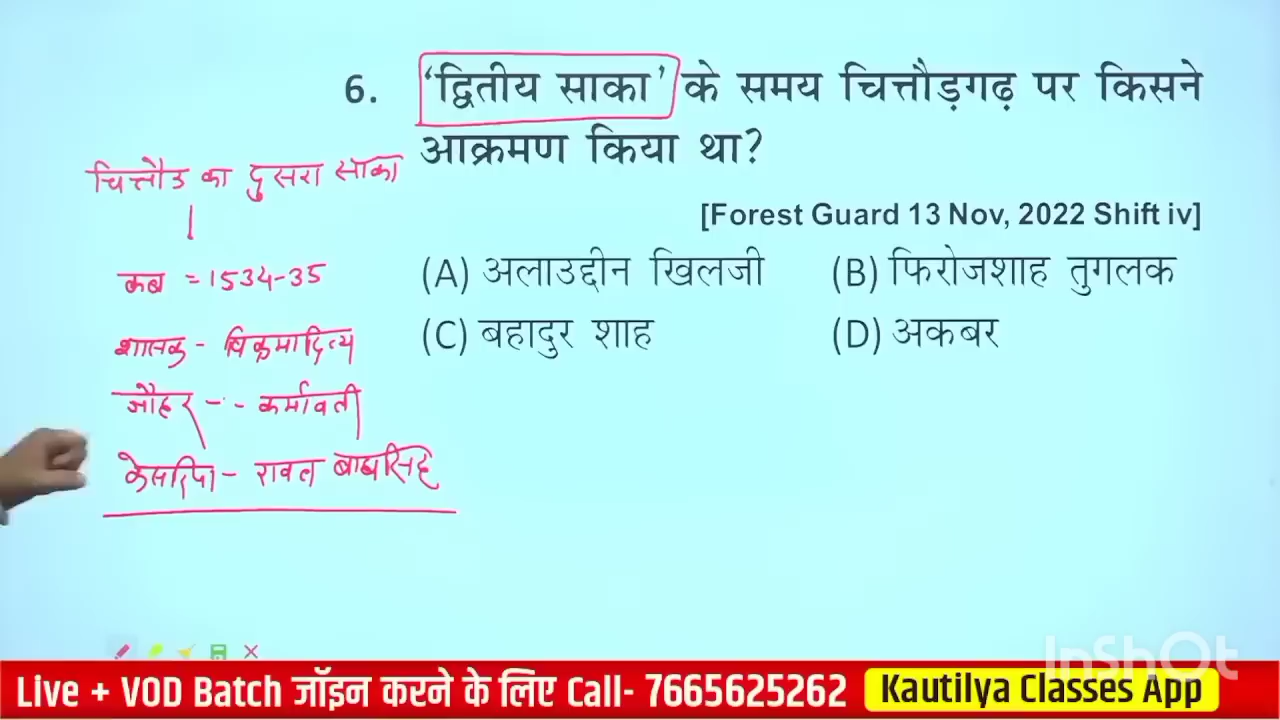 6. 'द्वितीय साका' के समय चित्तौड़गढ़ पर किसने
आक्रमण किया था?
[Forest Guard 13 Nov, 2022 Shift iv]
(A) अलाउद्दीन खिलजी (B) फिरोजशाह तुगलक
(C) बहादुर शाह (D) अकबर
चित्तौड का दुसरा साका
कब = 1534-35
शासक - विक्रमादित्य
जौहर - - कर्मावती
केसरिया - रावत बाघसिंह
InShOt
Live + VOD Batch जॉइन करने के लिए Call- 7665625262 Kautilya Classes App